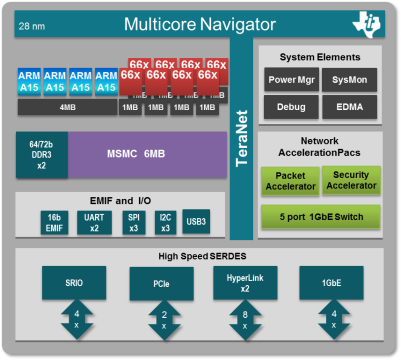 28 nm
Multicore Navigator
System Elements
Power Mgr
SysMon
Debug
EDMA
66x 66x 66x 66x
ARM ARM ARM ARM
A15 A15 A15 A15
66x 66x 66x 66x
4MB
1MB 1MB 1MB 1MB
TeraNet
64/72b
DDR3
x2
MSMC 6MB
Network
AccelerationPacs
Packet
Accelerator
Security
Accelerator
5 port 1GbE Switch
EMIF and I/O
16b
EMIF
UART
x2
SPI
x3
I2C
x3
USB3
High Speed SERDES
SRIO
PCIe
HyperLink
x2
1GbE
4
x
2
x
8
x
4
x